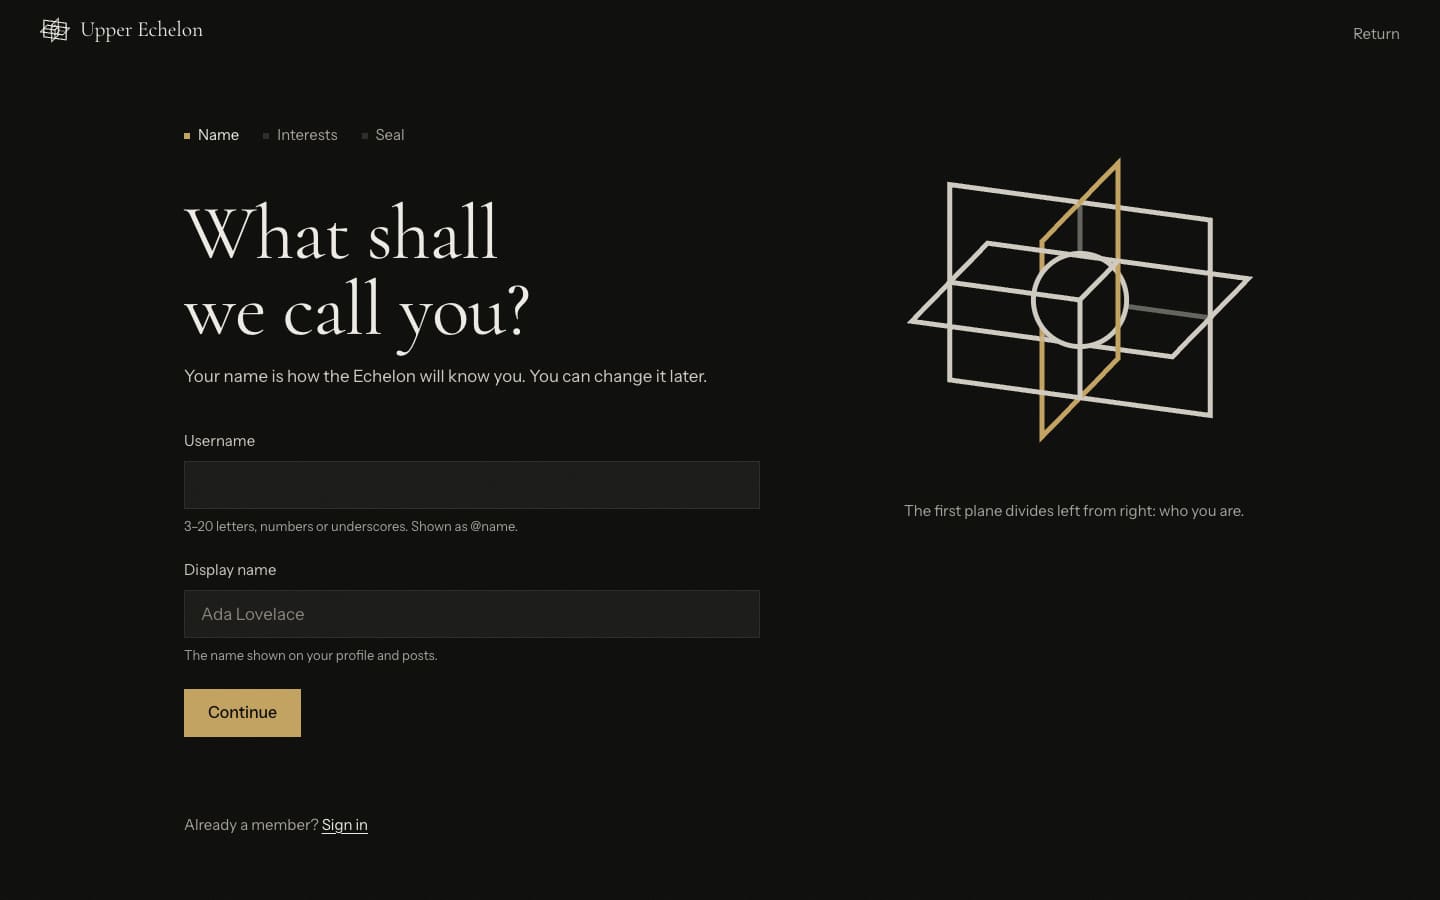 Upper Echelon
Return
Name
Interests
Seal
What shall
we call you?
Your name is how the Echelon will know you. You can change it later.
Username
3–20 letters, numbers or underscores. Shown as @name.
Display name
Ada Lovelace
The name shown on your profile and posts.
Continue
Already a member? Sign in
The first plane divides left from right: who you are.